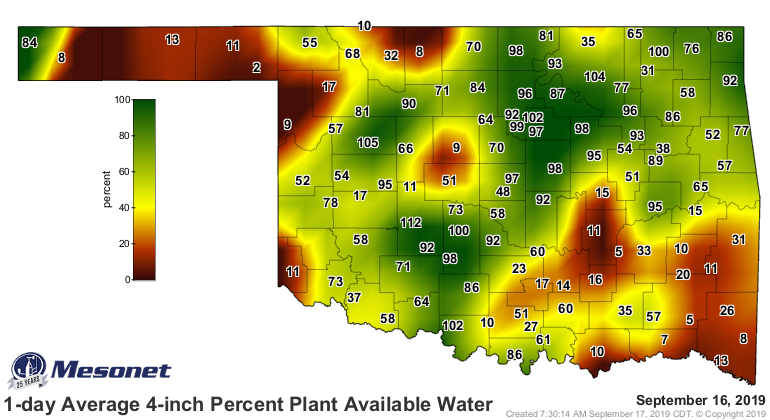 10
81 65 86
84 13 11 55 70 98 35 100 76
8 68 32 8 93 31
2 104 92
17 71 84 96 87 77 58
90
100 81 64 92 102 96 86
9 57 99 97 98 93 52 77
80 105 66 9 70 95 54 38
89 57
98
percent 60 52 54 95 11 51 97 51 65
17 48 92 15
40 78 73 58 95 15
112 100
20 58 92 92 60 11 5 33 10 31
98
0 11 71 23 16 20 11
73 86 17 14
37 64 60 35 26
58 102 10 51 27 57 5
61 7 8
86 10 13
Mesonet
25 YEARS
1-day Average 4-inch Percent Plant Available Water
September 16, 2019
Created 7:30:14 AM September 17, 2019 CDT. © Copyright 2019